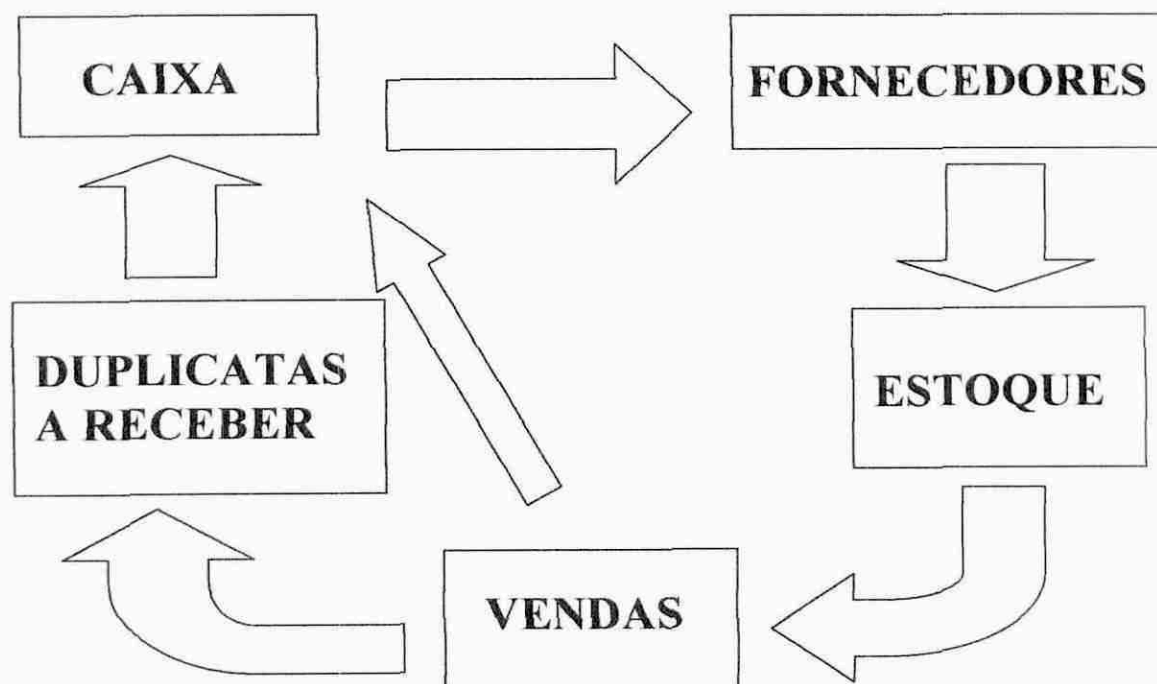 CAIXA
FORNECEDORES
DUPLICATAS
A RECEBER
ESTOQUE
VENDAS